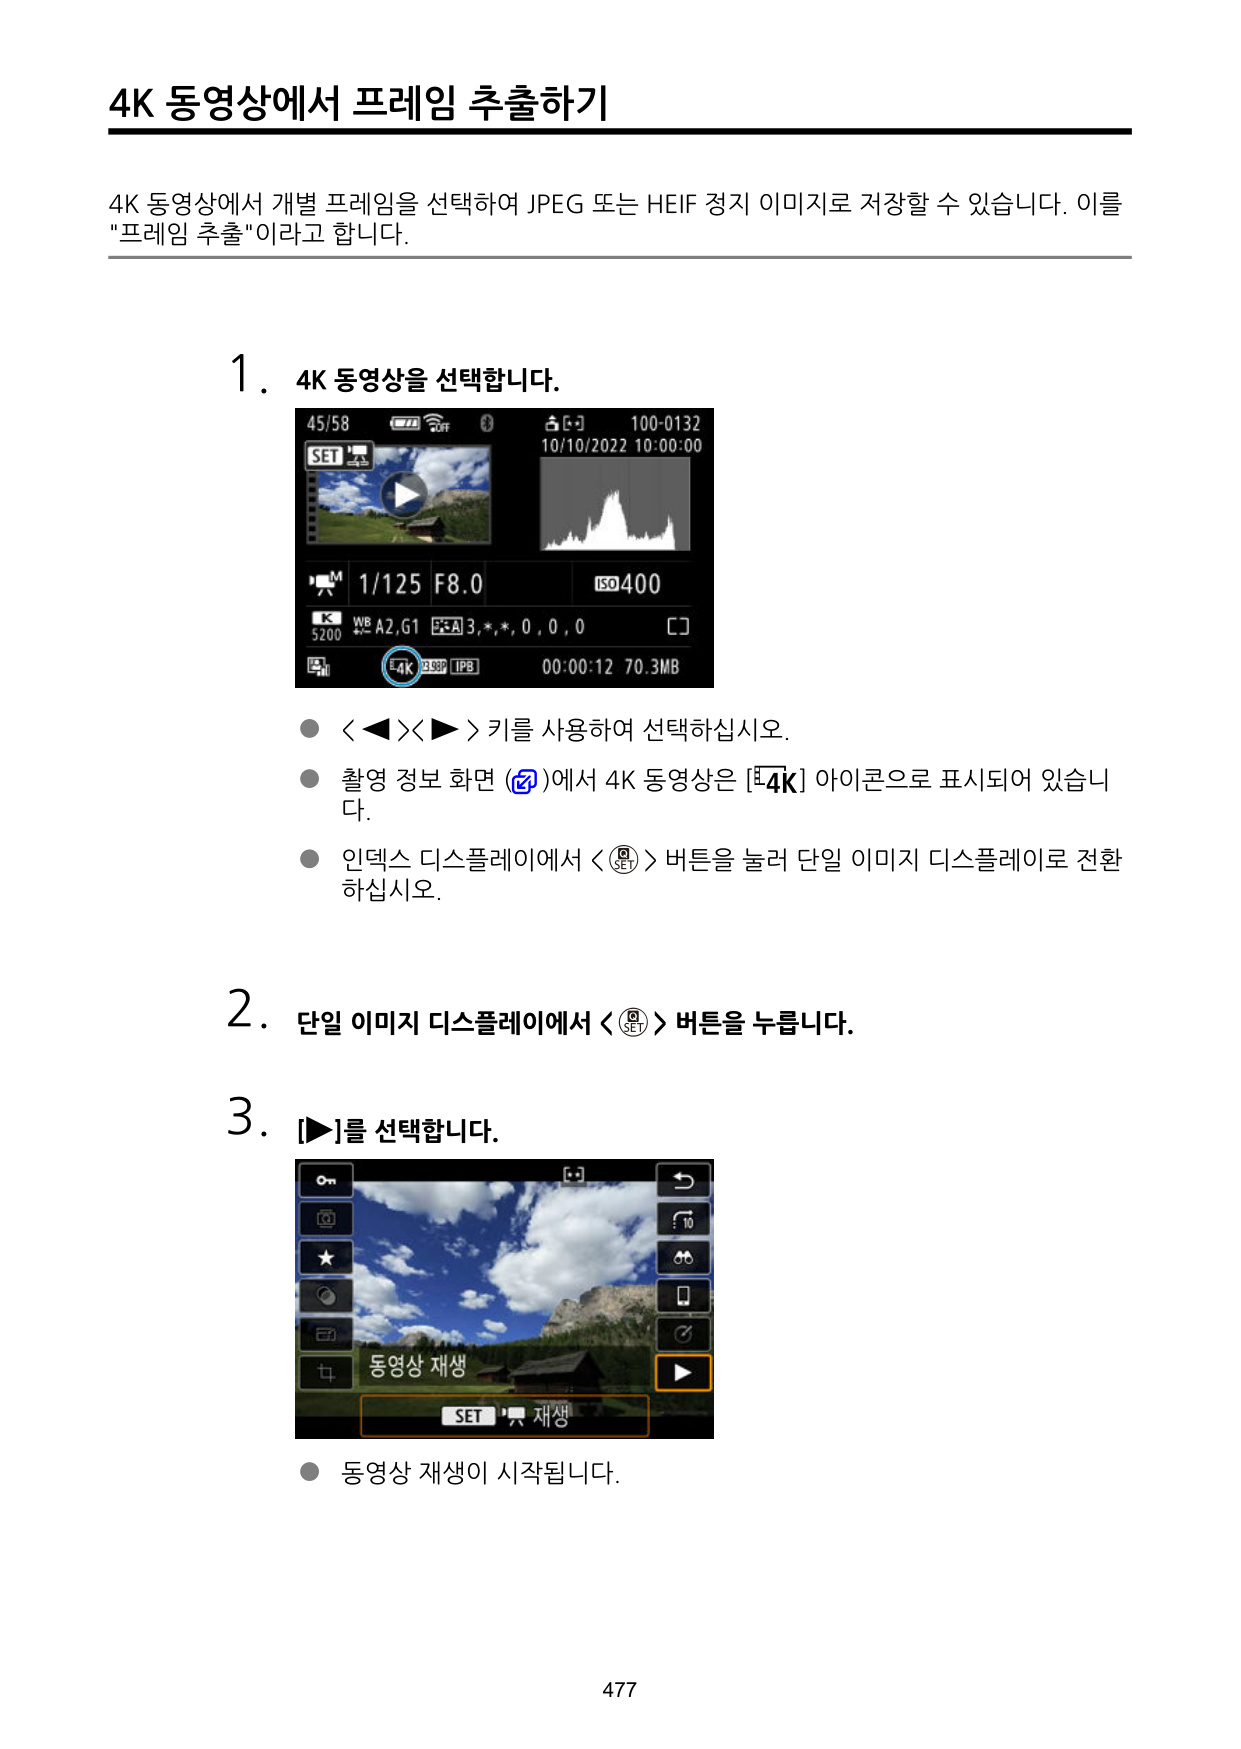 4K 동영상에서 프레임 추출하기
4K 동영상에서 개별 프레임을 선택하여 JPEG 또는 HEIF 정지 이미지로 저장할 수 있습니다. 이를
"프레임 추출"이라고 합니다.
1. 4K 동영상을 선택합니다.
45/58 OFF 100-0132
10/10/2022 10:00:00
SET
M 1/125 F8.0 ISO 400
K 5200 WB +/- A2,G1 A 3,*,*, 0 , 0 , 0
4K 23.98P IPB 00:00:12 70.3MB
● <◀><▶> 키를 사용하여 선택하십시오.
● 촬영 정보 화면 ()에서 4K 동영상은 [4K] 아이콘으로 표시되어 있습니
다.
● 인덱스 디스플레이에서 <Q SET> 버튼을 눌러 단일 이미지 디스플레이로 전환
하십시오.
2. 단일 이미지 디스플레이에서 <Q SET> 버튼을 누릅니다.
3. [▶]를 선택합니다.
10
동영상 재생
SET 재생
● 동영상 재생이 시작됩니다.
477